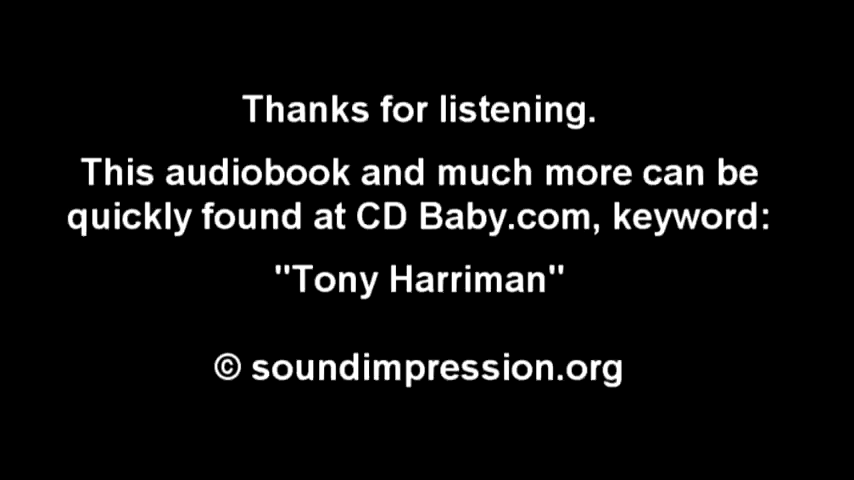 Thanks for listening.
This audiobook and much more can be
quickly found at CD Baby.com, keyword:
"Tony Harriman"
© soundimpression.org